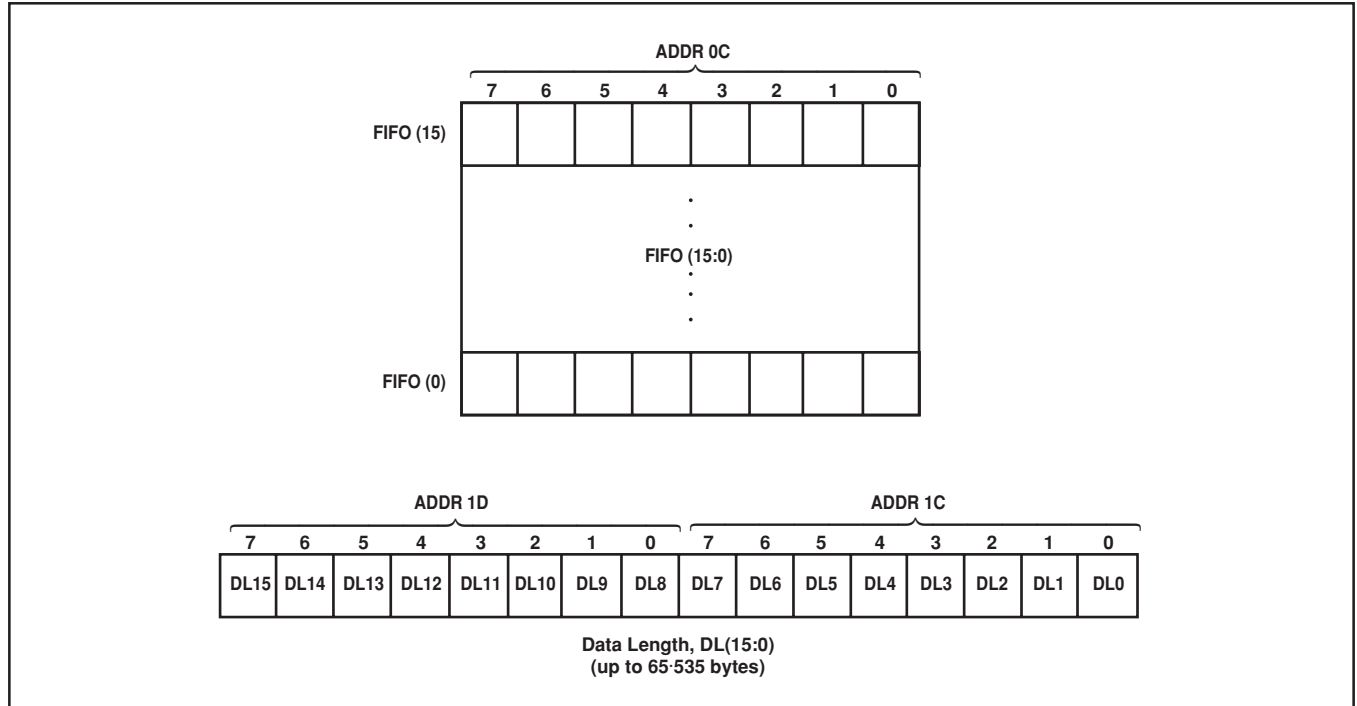 ADDR 0C
7 6 5 4 3 2 1 0
FIFO (15)
FIFO (15:0)
FIFO (0)
ADDR 1D ADDR 1C
7 6 5 4 3 2 1 0 7 6 5 4 3 2 1 0
DL15 DL14 DL13 DL12 DL11 DL10 DL9 DL8 DL7 DL6 DL5 DL4 DL3 DL2 DL1 DL0
Data Length, DL(15:0)
(up to 65·535 bytes)